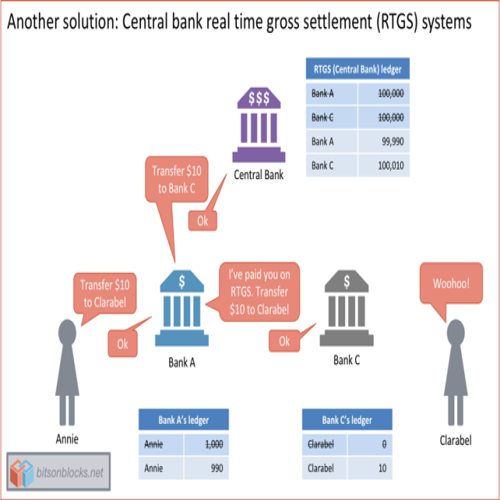 Another solution: Central bank real time gross settlement (RTGS) systems
RTGS (Central Bank) ledger
Bank A 100,000
Bank C 100,000
Bank A 99,990
Bank C 100,010
$$$
Central Bank
Transfer $10
to Bank C
Ok
Transfer $10
to Clarabel
Ok
$
Bank A
I've paid you on
RTGS. Transfer
$10 to Clarabel
Ok
$
Bank C
Woohoo!
Annie
Clarabel
Bank A's ledger
Annie 1,000
Annie 990
Bank C's ledger
Clarabel 0
Clarabel 10
bitsonblocks.net